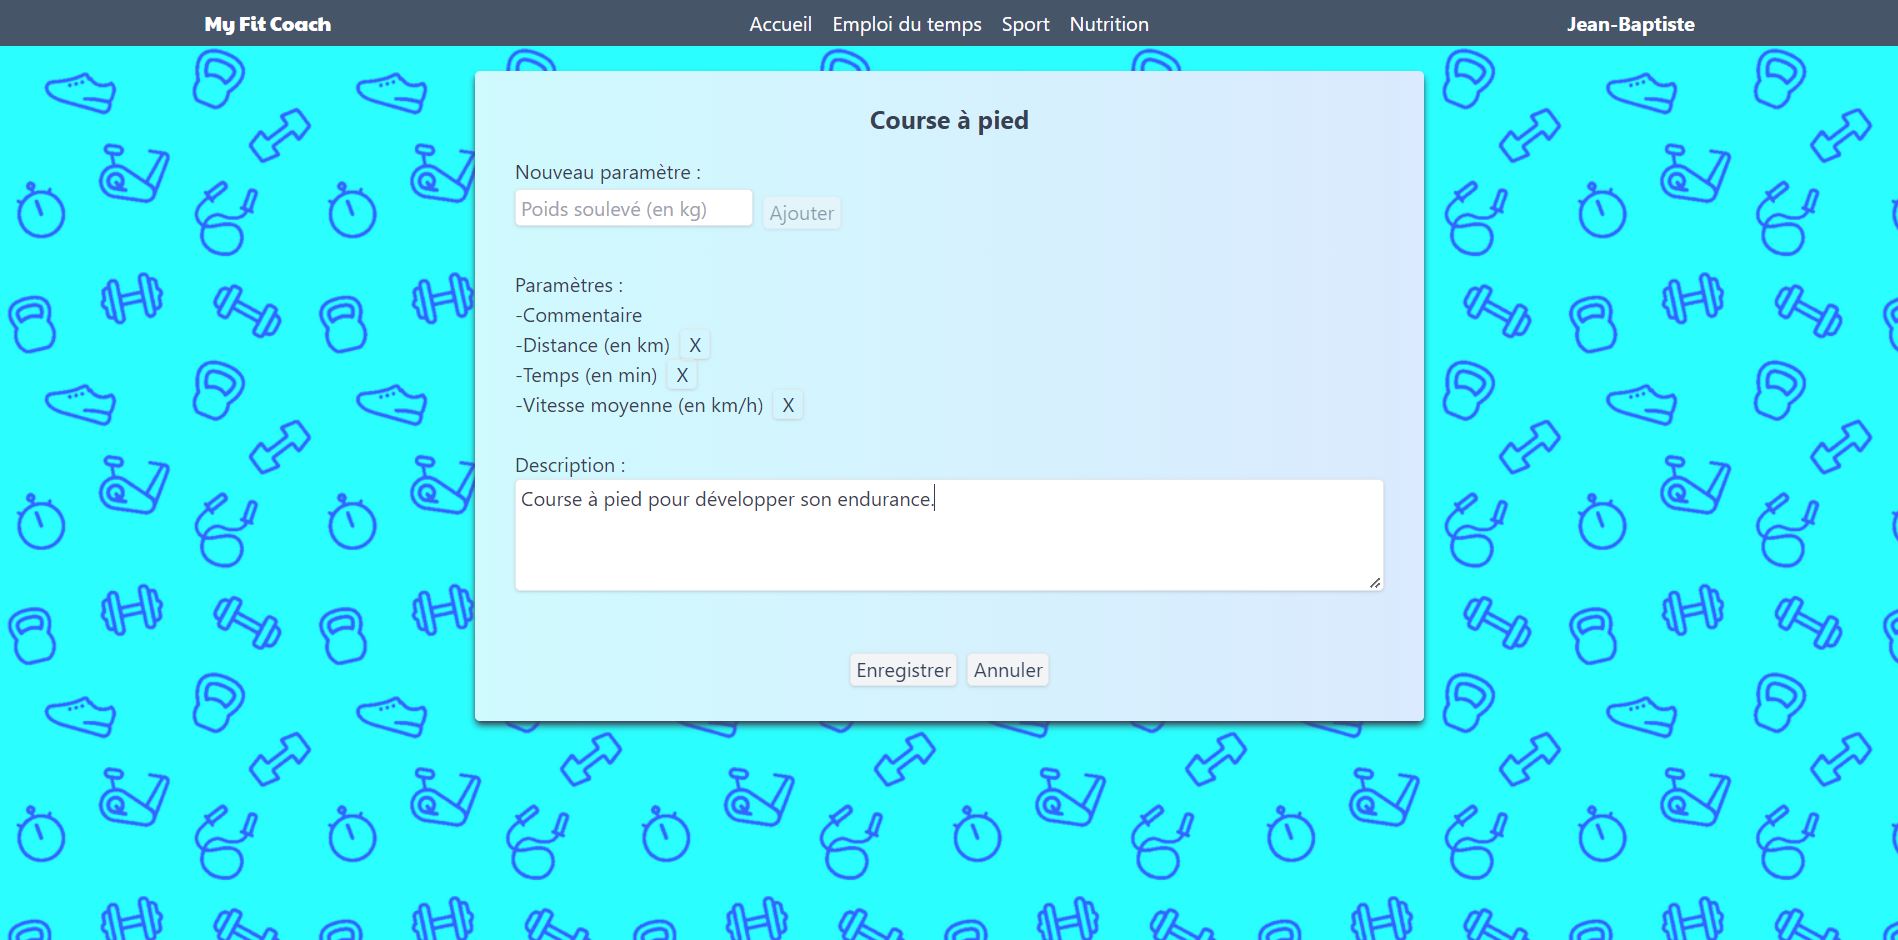 My Fit Coach Accueil Emploi du temps Sport Nutrition Jean-Baptiste
Course à pied
Nouveau paramètre :
Poids soulevé (en kg) Ajouter
Paramètres :
-Commentaire
-Distance (en km) X
-Temps (en min) X
-Vitesse moyenne (en km/h) X
Description :
Course à pied pour développer son endurance.
Enregistrer Annuler